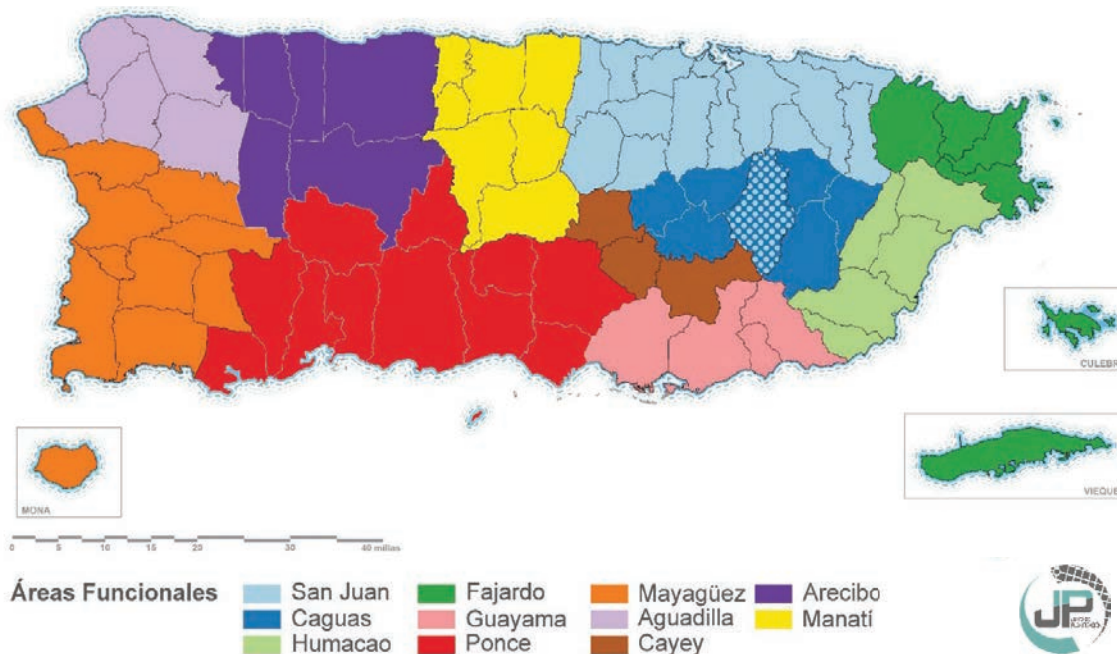 CULEBR
MONA
VIEQUE
0 5 10 15 20 30 40 millas
Áreas Funcionales
San Juan Fajardo Mayagüez Arecibo
Caguas Guayama Aguadilla Manatí
Humacao Ponce Cayey
JP